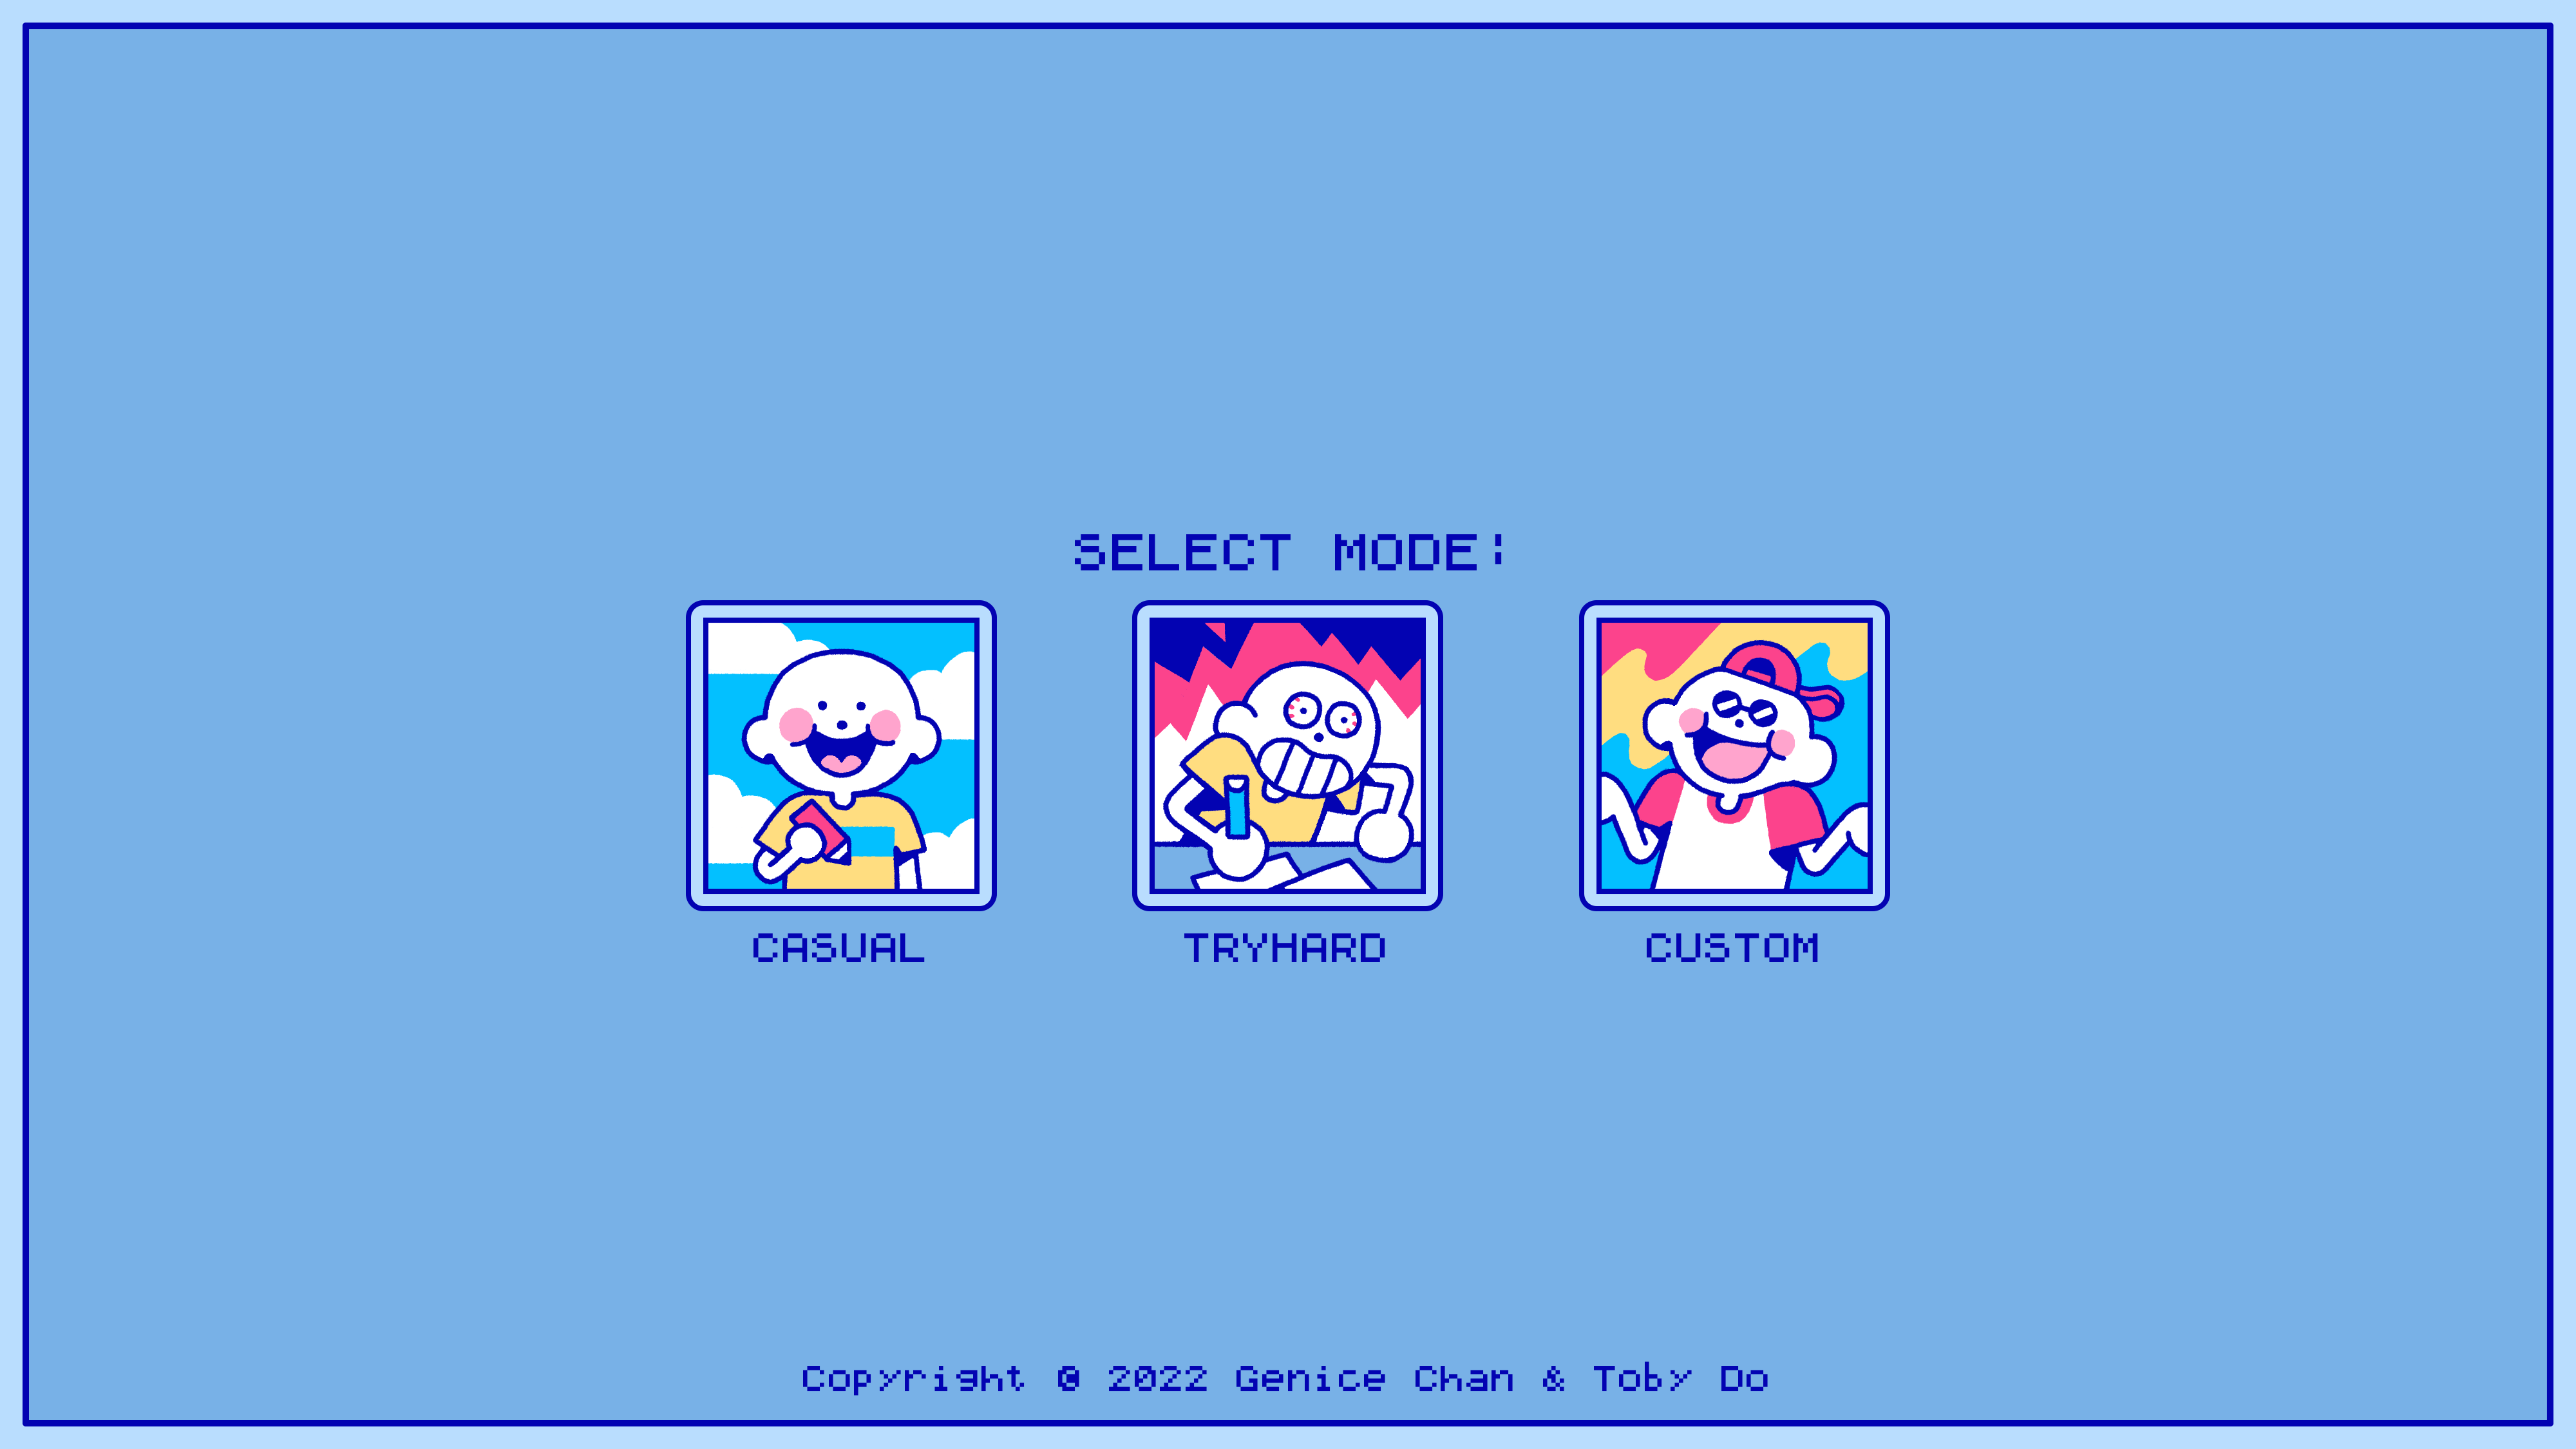 SELECT MODE:
CASUAL
TRYHARD
CUSTOM
Copyright © 2022 Genice Chan & Toby Do